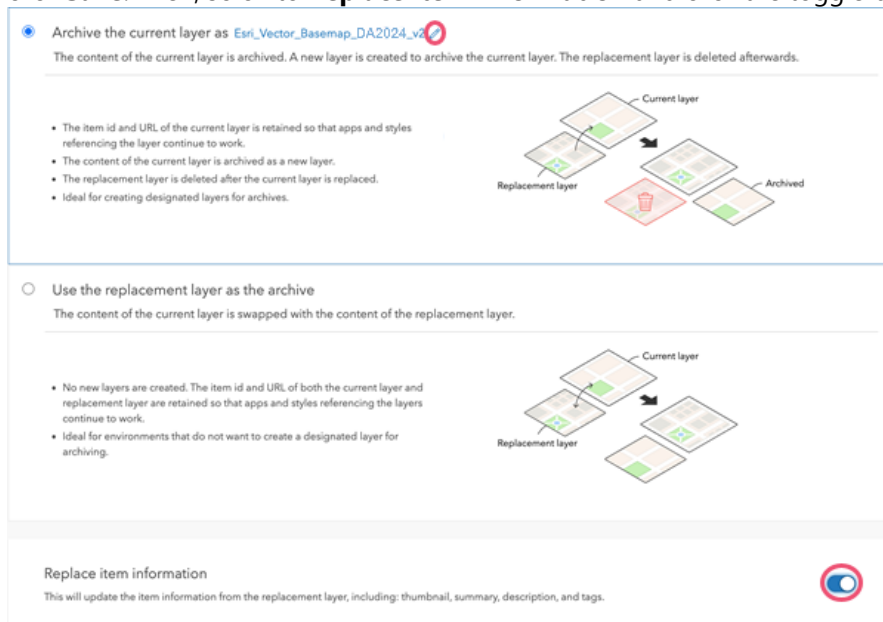 Archive the current layer as Esri_Vector_Basemap_DA2024_v2
The content of the current layer is archived. A new layer is created to archive the current layer. The replacement layer is deleted afterwards.
• The item id and URL of the current layer is retained so that apps and styles
referencing the layer continue to work.
• The content of the current layer is archived as a new layer.
• The replacement layer is deleted after the current layer is replaced.
• Ideal for creating designated layers for archives.
Current layer
Replacement layer
Archived
Use the replacement layer as the archive
The content of the current layer is swapped with the content of the replacement layer.
• No new layers are created. The item id and URL of both the current layer and
replacement layer are retained so that apps and styles referencing the layers
continue to work.
• Ideal for environments that do not want to create a designated layer for
archiving.
Current layer
Replacement layer
Replace item information
This will update the item information from the replacement layer, including: thumbnail, summary, description, and tags.